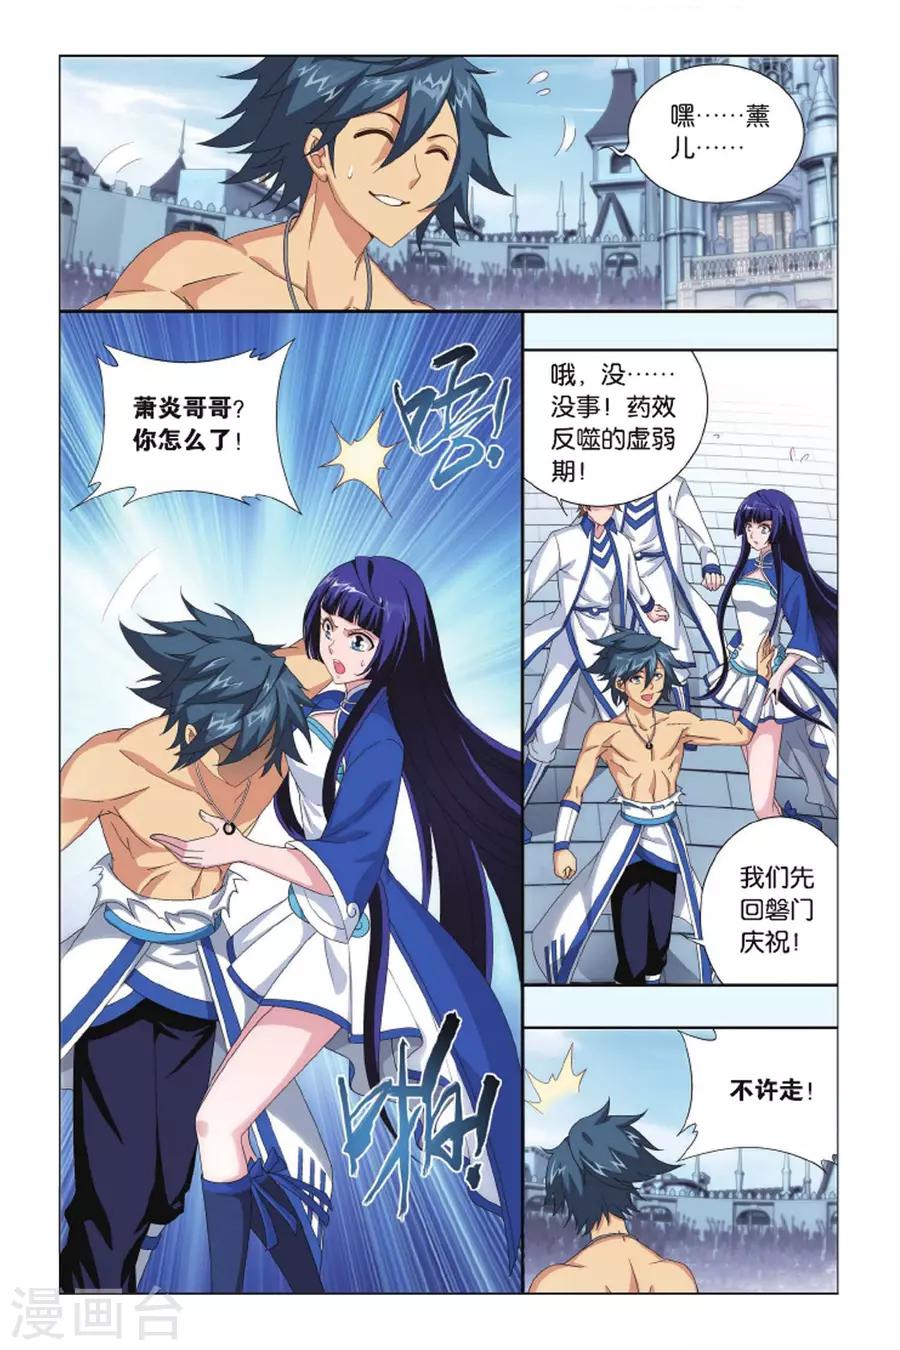 嘿……薰
儿……
萧炎哥哥？
你怎么了！
哦，没……
没事！药效
反噬的虚弱
期！
啪！
我们先
回磐门
庆祝！
不许走！
漫画台